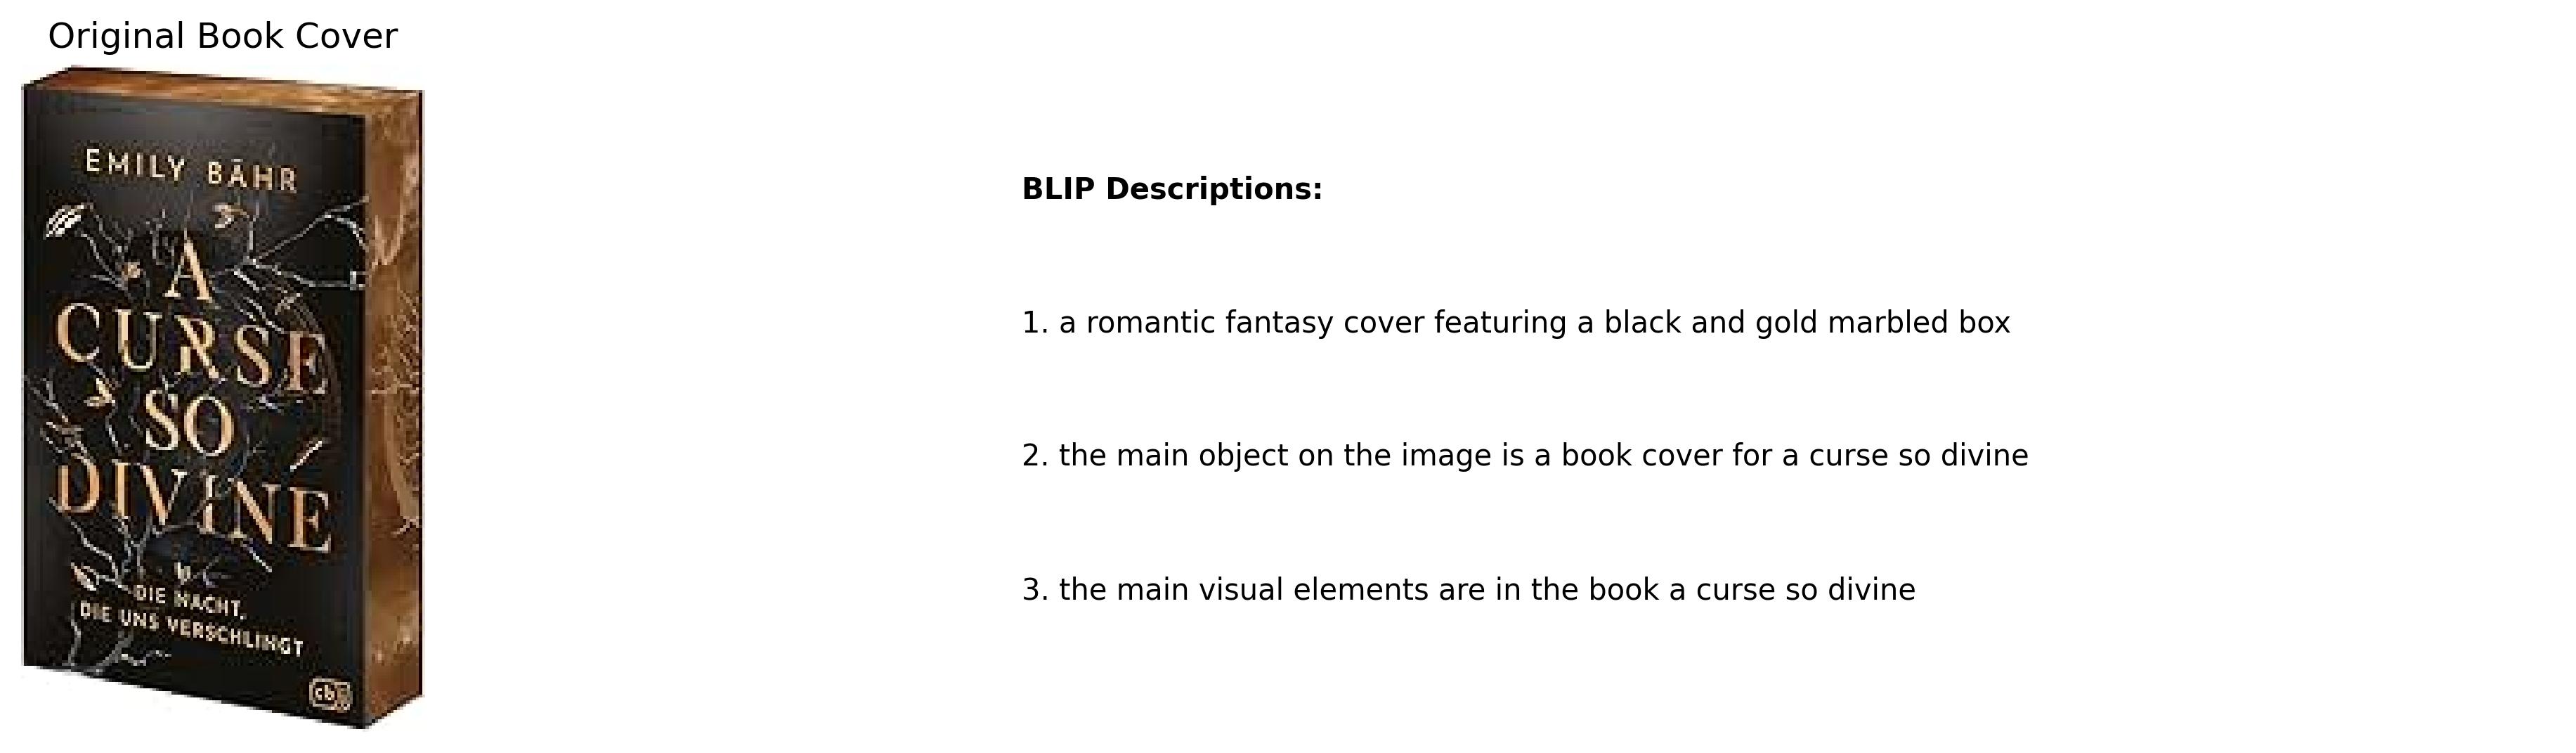 Original Book Cover
EMILY BÄHR
A
CURSE
SO
DIVINE
DIE MACHT,
DIE UNS VERSCHLINGT
cbj
BLIP Descriptions:
1. a romantic fantasy cover featuring a black and gold marbled box
2. the main object on the image is a book cover for a curse so divine
3. the main visual elements are in the book a curse so divine